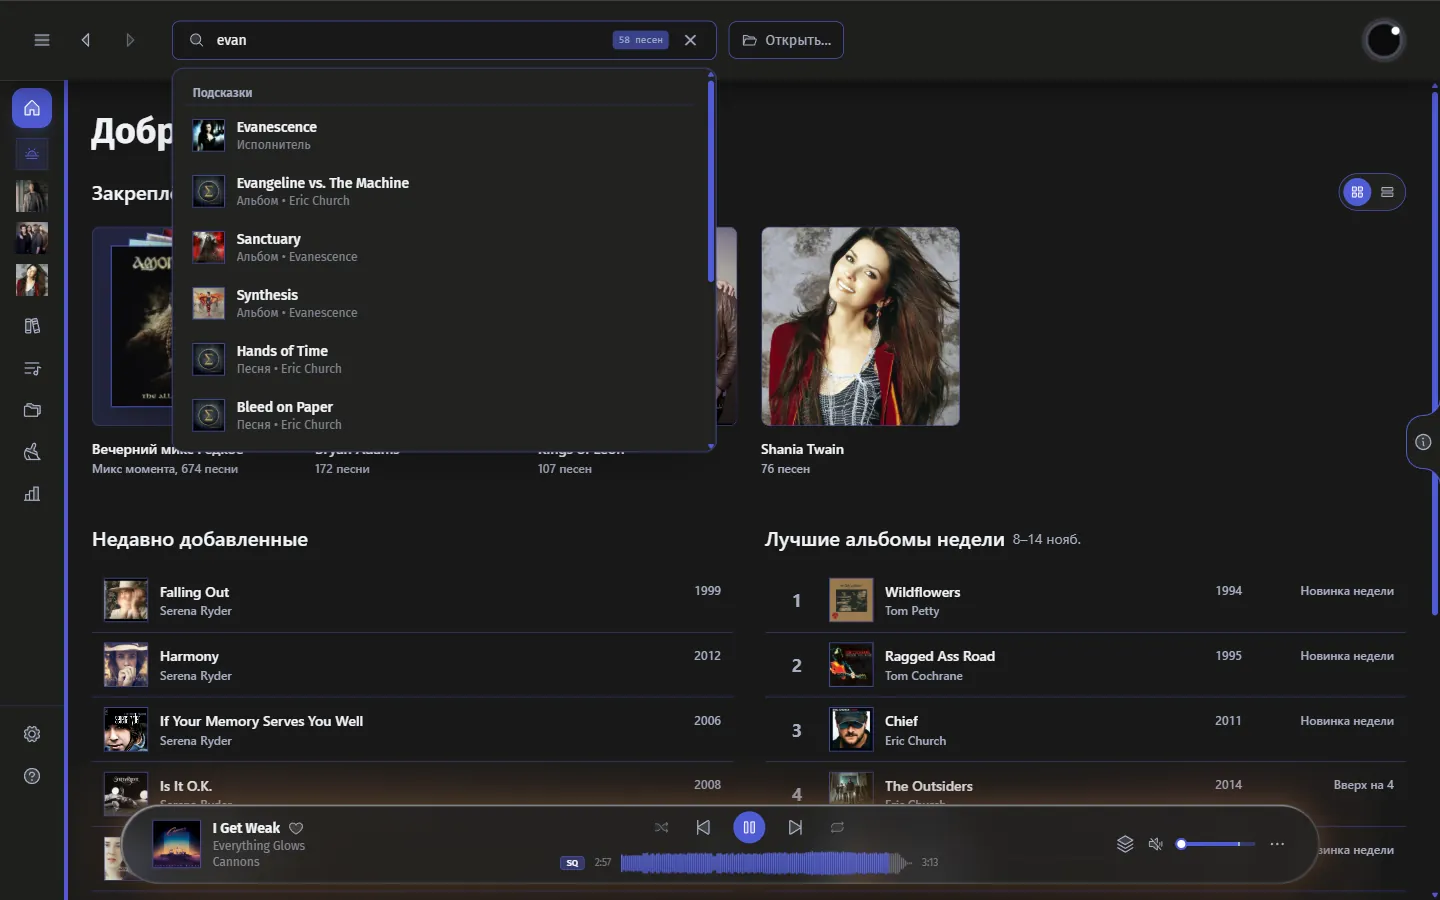 evan
58 песен
Открыть...
Подсказки
Evanescence
Исполнитель
Evangeline vs. The Machine
Альбом • Eric Church
Sanctuary
Альбом • Evanescence
Synthesis
Альбом • Evanescence
Hands of Time
Песня • Eric Church
Bleed on Paper
Песня • Eric Church
Добр
Закрепл
Вечерний микс
Микс момента, 674 песни
172 песни
107 песен
Shania Twain
76 песен
Недавно добавленные
Falling Out
Serena Ryder
1999
Harmony
Serena Ryder
2012
If Your Memory Serves You Well
Serena Ryder
2006
Is It O.K.
2008
Лучшие альбомы недели 8–14 нояб.
1
Wildflowers
Tom Petty
1994
Новинка недели
2
Ragged Ass Road
Tom Cochrane
1995
Новинка недели
3
Chief
Eric Church
2011
Новинка недели
4
The Outsiders
Eric Church
2014
Вверх на 4
недели
I Get Weak
Everything Glows
Cannons
SQ
2:57
3:13